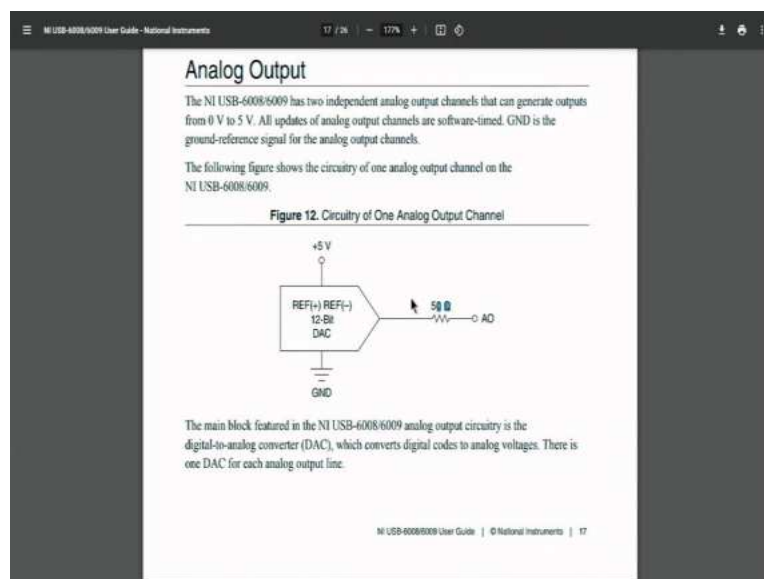 NI USB-6008/6009 User Guide - National Instruments
17 / 26
177%
Analog Output
The NI USB-6008/6009 has two independent analog output channels that can generate outputs
from 0 V to 5 V. All updates of analog output channels are software-timed. GND is the
ground-reference signal for the analog output channels.
The following figure shows the circuitry of one analog output channel on the
NI USB-6008/6009.
Figure 12. Circuitry of One Analog Output Channel
+5 V
REF(+) REF(–)
12-Bit
DAC
50 Ω
AO
GND
The main block featured in the NI USB-6008/6009 analog output circuitry is the
digital-to-analog converter (DAC), which converts digital codes to analog voltages. There is
one DAC for each analog output line.
NI USB-6008/6009 User Guide | © National Instruments | 17